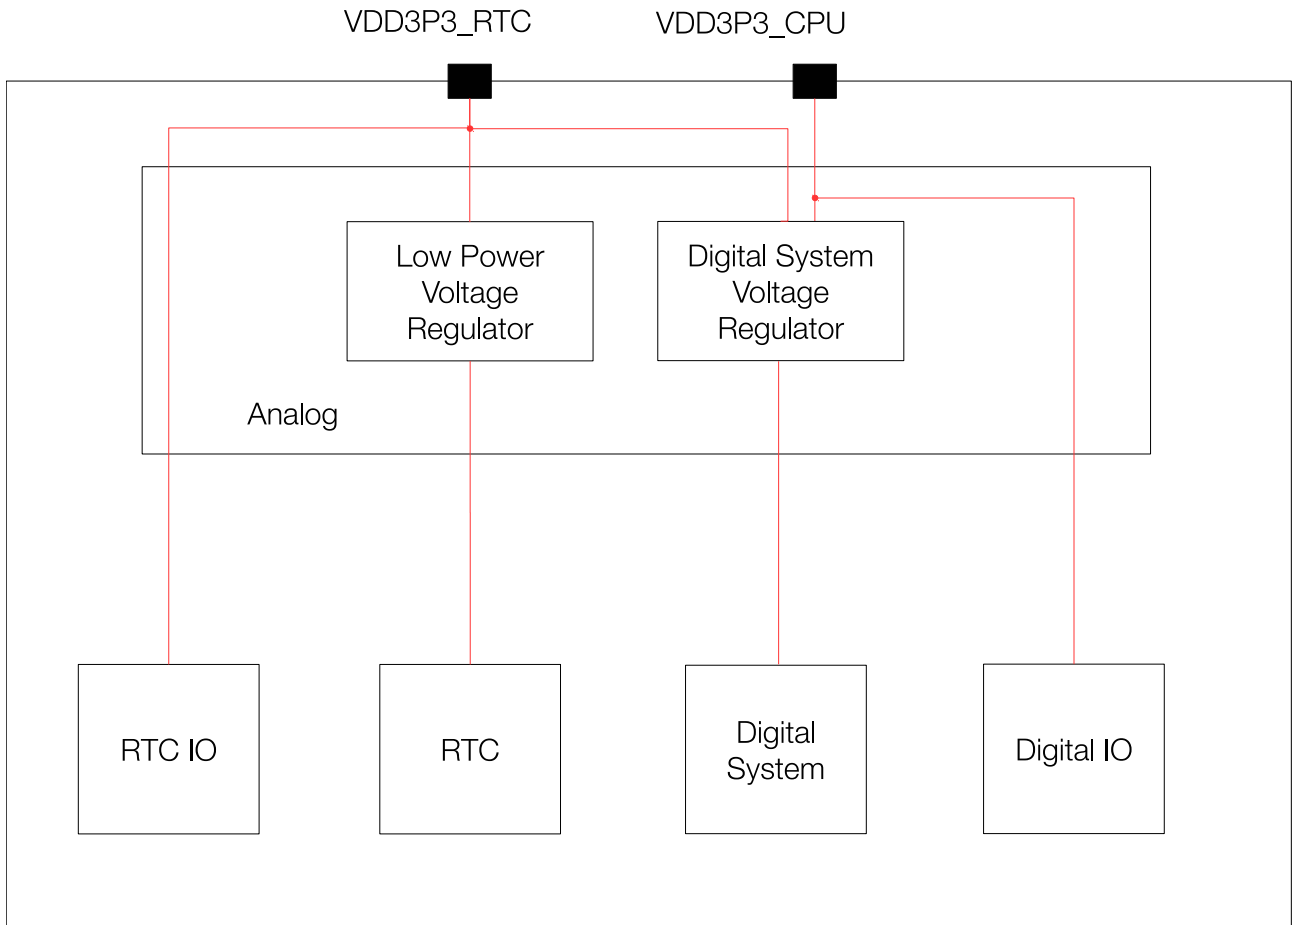 VDD3P3_RTC
VDD3P3_CPU
Low Power
Voltage
Regulator
Digital System
Voltage
Regulator
Analog
RTC IO
RTC
Digital
System
Digital IO